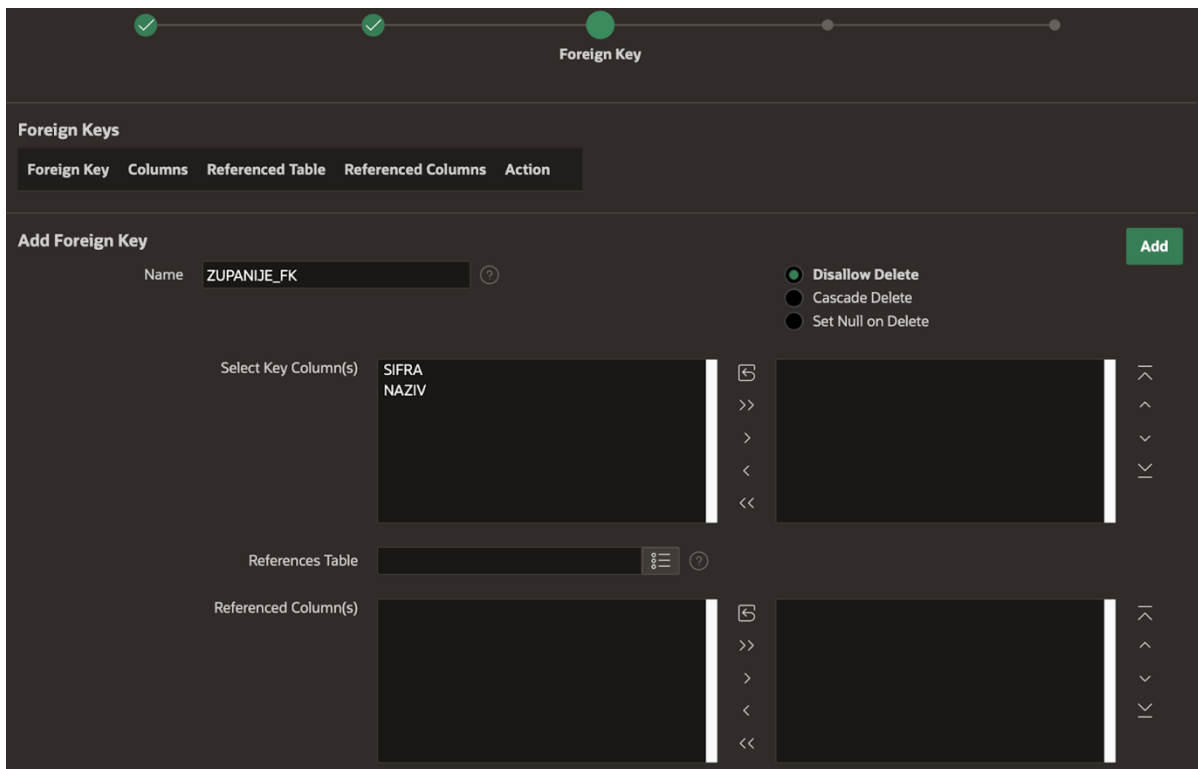 Foreign Key
Foreign Keys
Foreign Key Columns Referenced Table Referenced Columns Action
Add Foreign Key
Add
Name ZUPANIJE_FK
Disallow Delete
Cascade Delete
Set Null on Delete
Select Key Column(s)
SIFRA
NAZIV
References Table
Referenced Column(s)